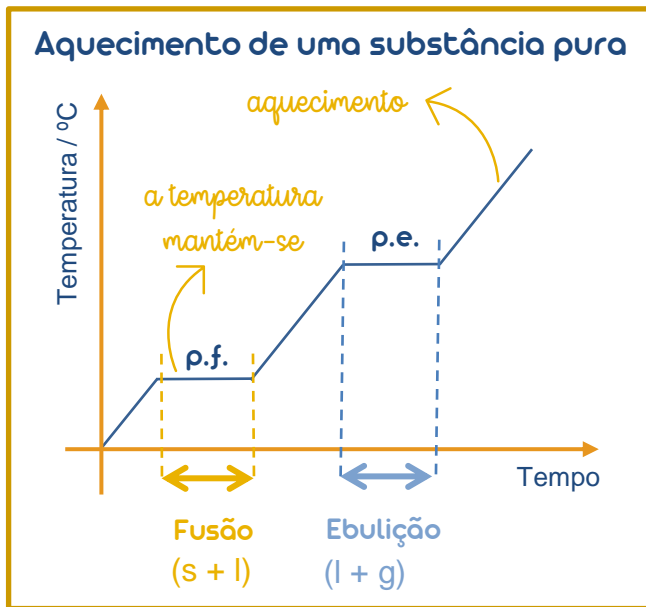 Aquecimento de uma substância pura
Temperatura / ºC
aquecimento
a temperatura
mantém-se
p.e.
p.f.
Tempo
Fusão
(s + l)
Ebulição
(l + g)